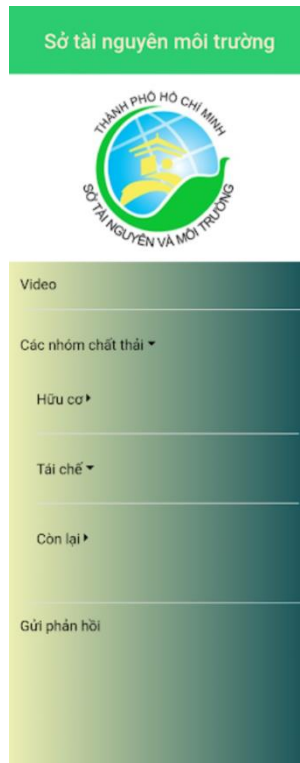 Sở tài nguyên môi trường
THÀNH PHỐ HỒ CHÍ MINH
SỞ TÀI NGUYÊN VÀ MÔI TRƯỜNG
Video
Các nhóm chất thải
Hữu cơ
Tái chế
Còn lại
Gửi phản hồi